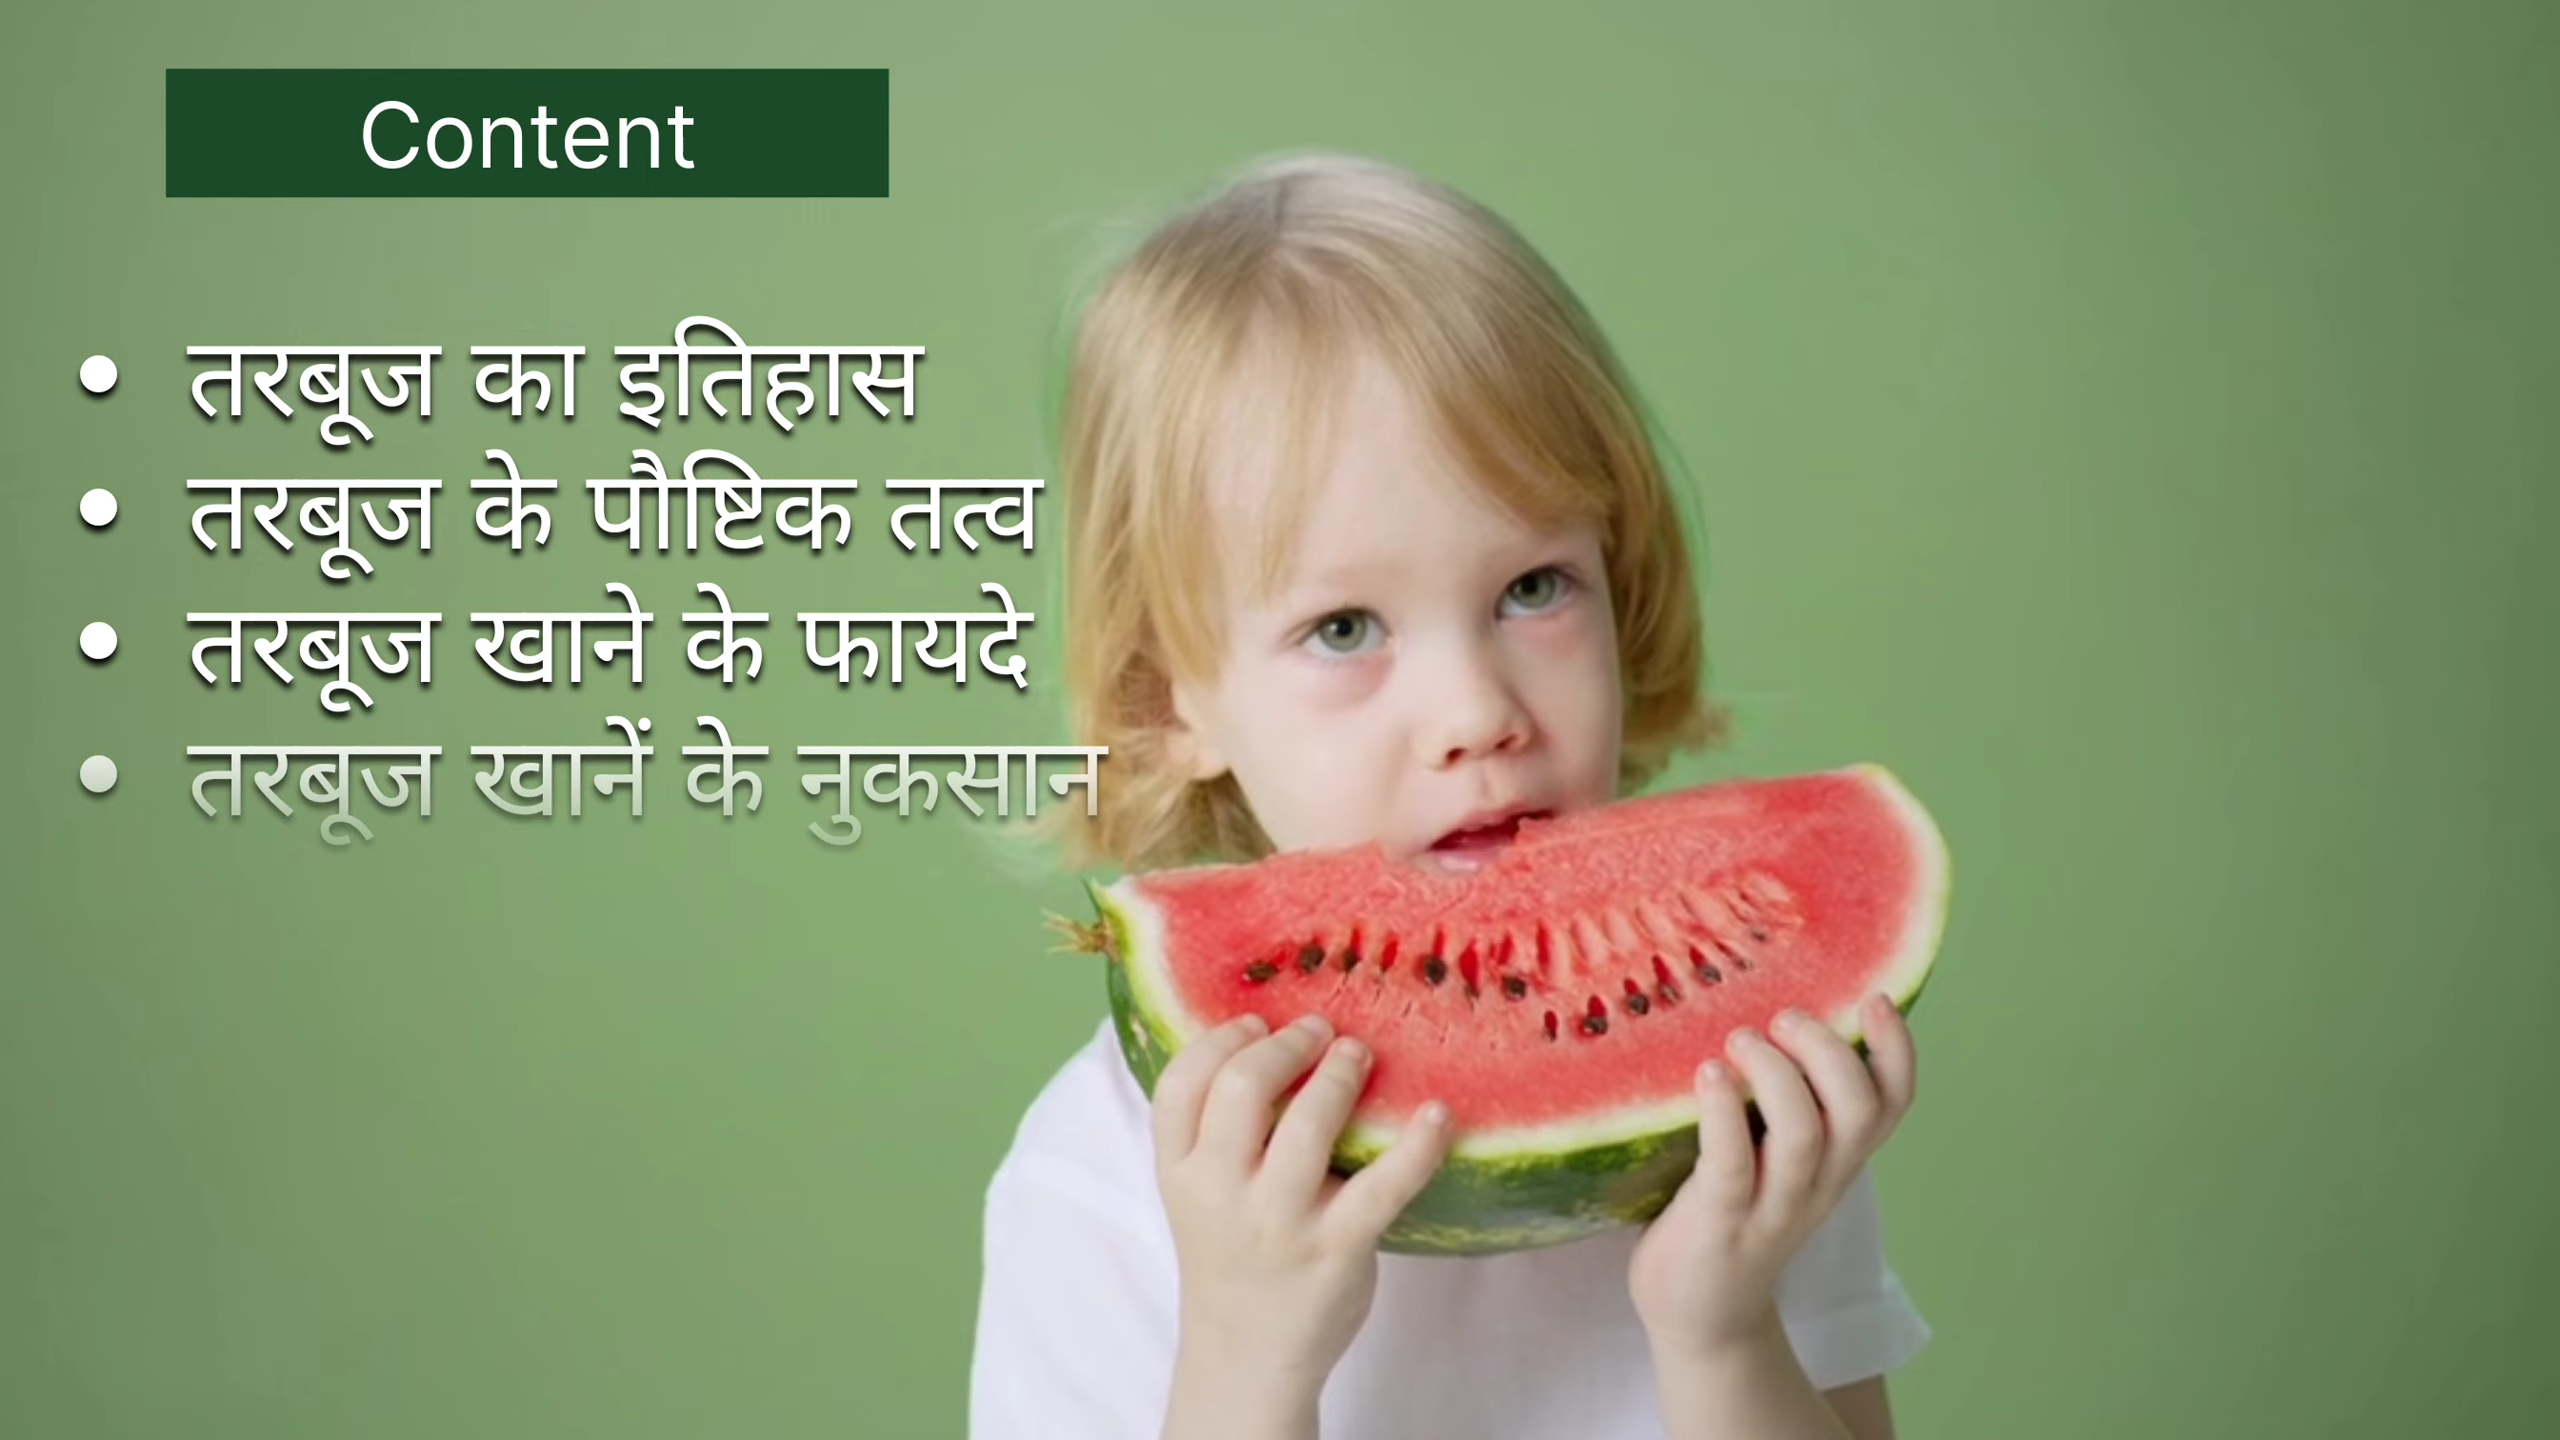 Content
• तरबूज का इतिहास
• तरबूज के पौष्टिक तत्व
• तरबूज खाने के फायदे
• तरबूज खानें के नुकसान